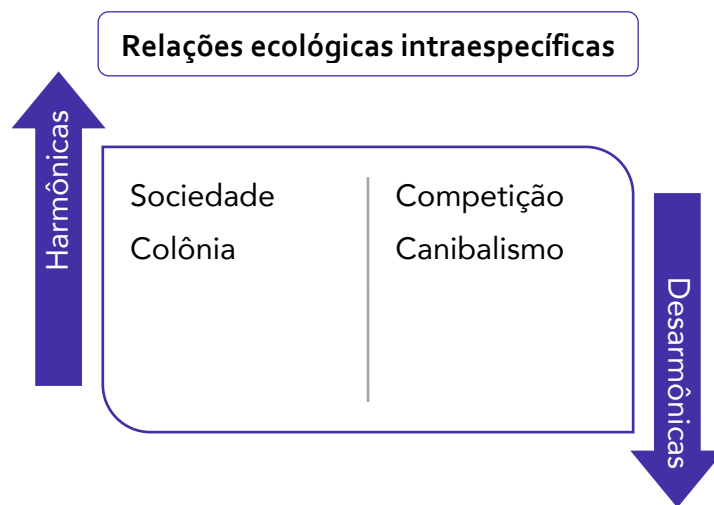 Relações ecológicas intraespecíficas
Harmônicas
Sociedade
Colônia
Competição
Canibalismo
Desarmônicas